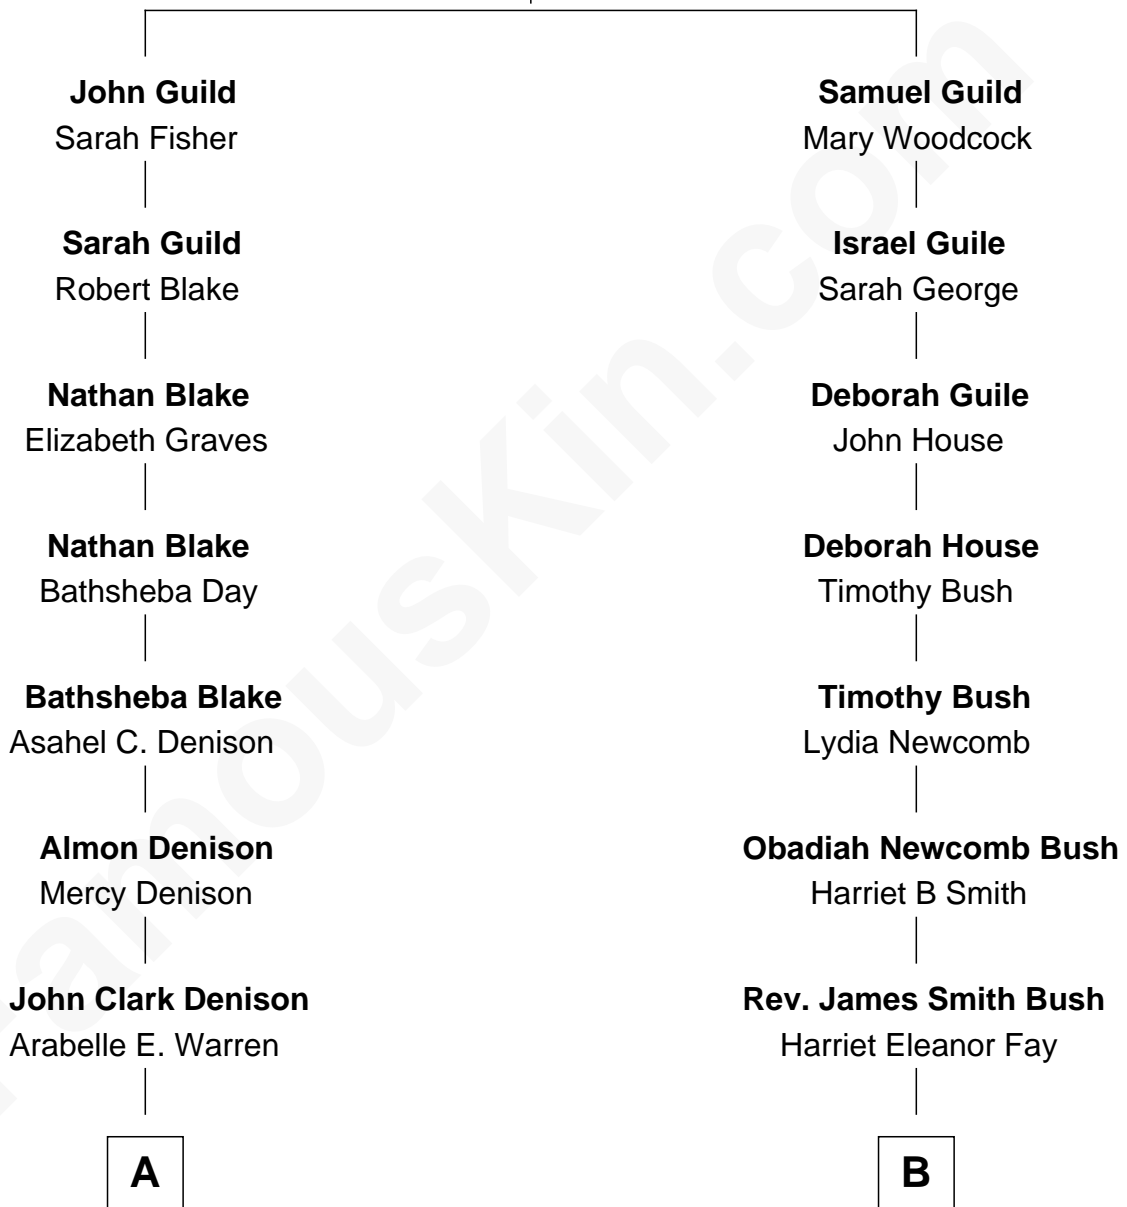 John Guild
Sarah Fisher
Samuel Guild
Mary Woodcock
Sarah Guild
Robert Blake
Israel Guile
Sarah George
Nathan Blake
Elizabeth Graves
Deborah Guile
John House
Nathan Blake
Bathsheba Day
Deborah House
Timothy Bush
Bathsheba Blake
Asahel C. Denison
Timothy Bush
Lydia Newcomb
Almon Denison
Mercy Denison
Obadiah Newcomb Bush
Harriet B Smith
John Clark Denison
Arabelle E. Warren
Rev. James Smith Bush
Harriet Eleanor Fay
A
B
FamousKin.com